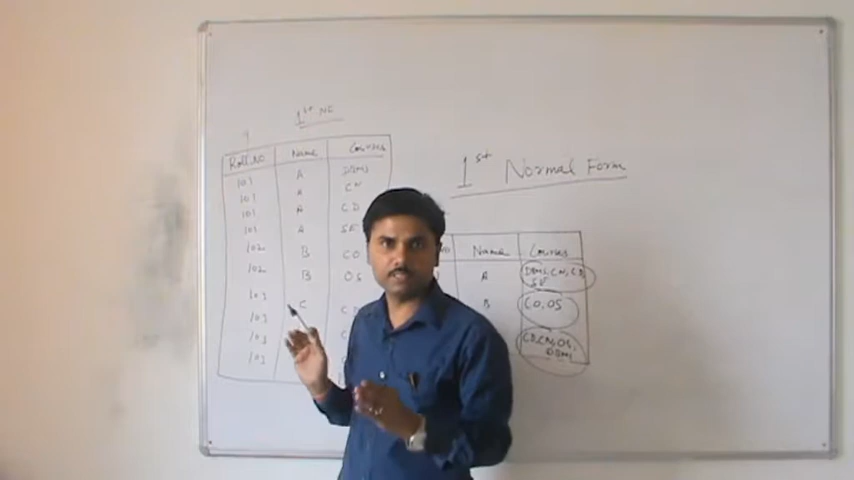 1st NF
Roll.NO Name Courses
101 A DBMS
101 A CN
101 A CD
101 A SE
102 B CO
102 B OS
103 C
103
103
103
1st Normal Form
Name Courses
A DBMS, CN, CD
SE
B CO, OS
CD, CN, OS,
DBMS